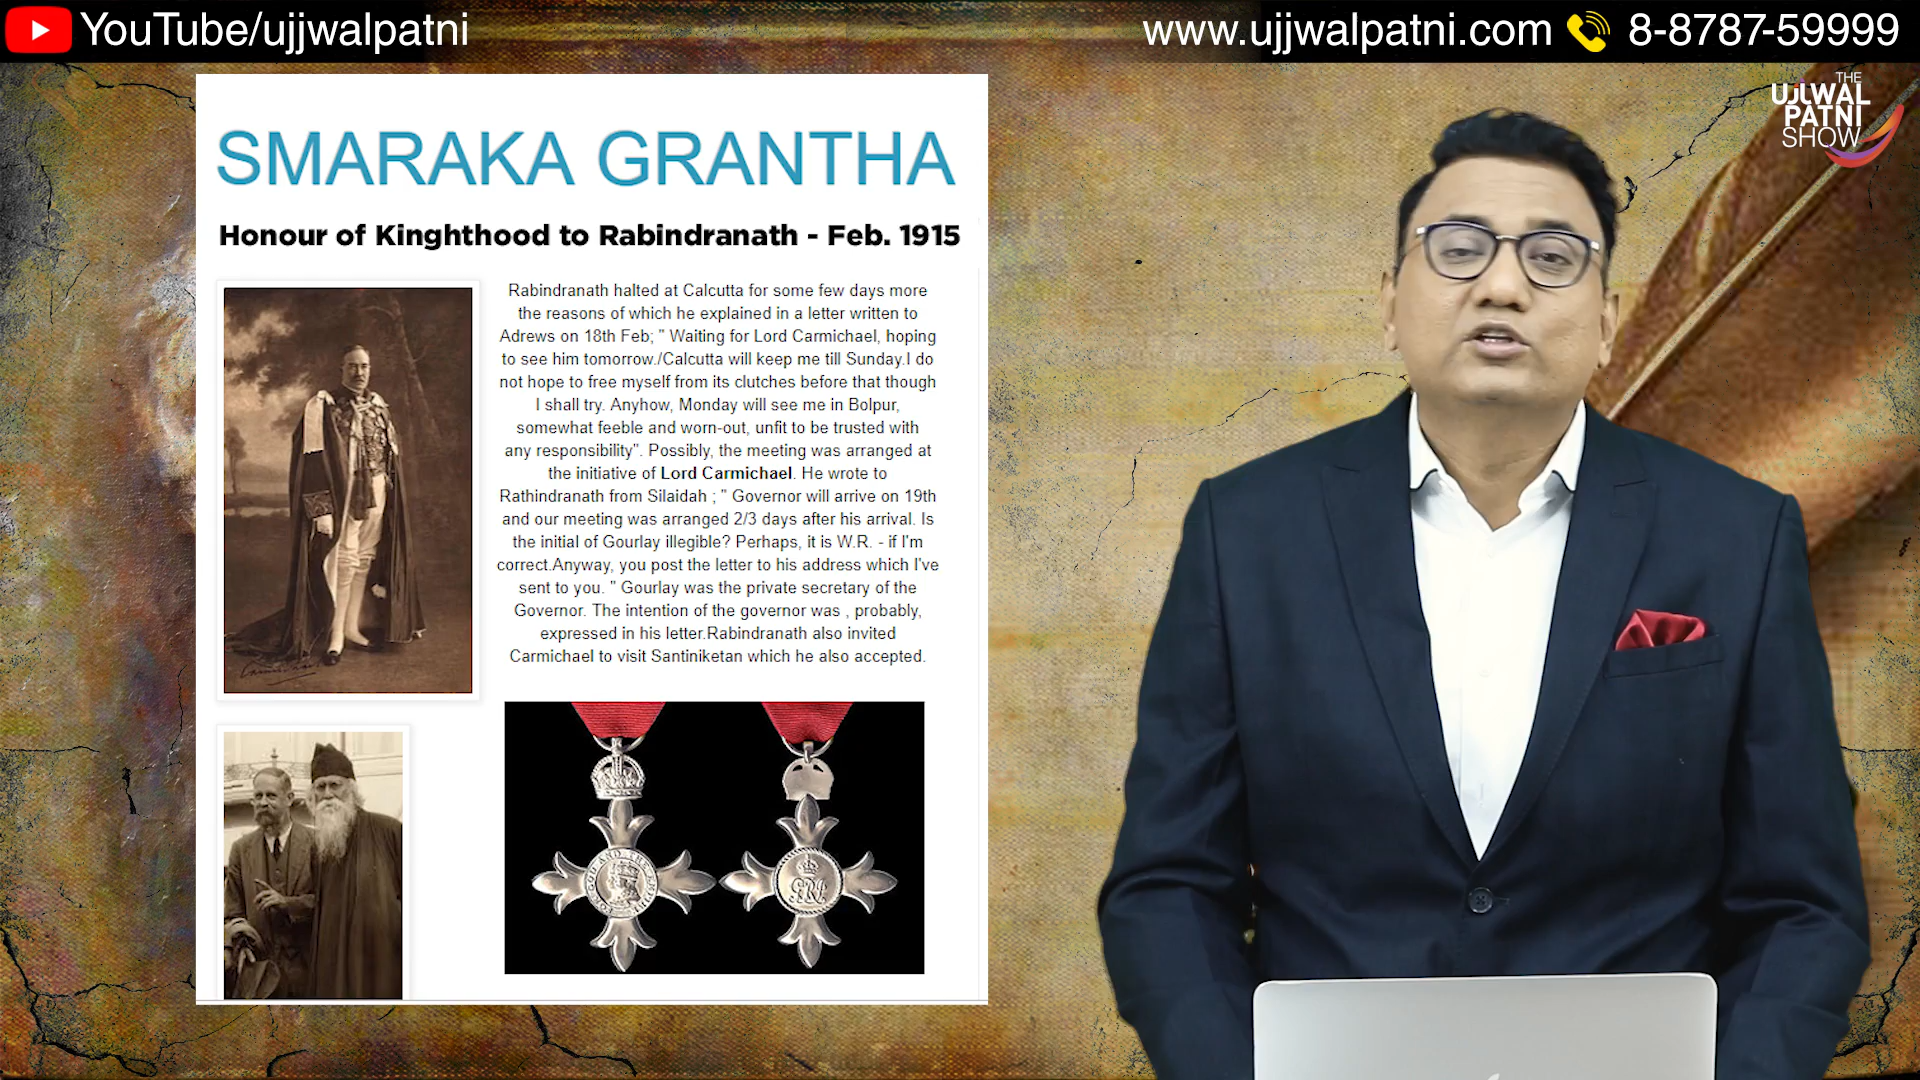 YouTube/ujjwalpatni
www.ujjwalpatni.com 8-8787-59999
THE
UJJWAL
PATNI
SHOW
SMARAKA GRANTHA
Honour of Kinghthood to Rabindranath - Feb. 1915
Rabindranath halted at Calcutta for some few days more
the reasons of which he explained in a letter written to
Adrews on 18th Feb; " Waiting for Lord Carmichael, hoping
to see him tomorrow./Calcutta will keep me till Sunday.I do
not hope to free myself from its clutches before that though
I shall try. Anyhow, Monday will see me in Bolpur,
somewhat feeble and worn-out, unfit to be trusted with
any responsibility". Possibly, the meeting was arranged at
the initiative of Lord Carmichael. He wrote to
Rathindranath from Silaidah ; " Governor will arrive on 19th
and our meeting was arranged 2/3 days after his arrival. Is
the initial of Gourlay illegible? Perhaps, it is W.R. - if I'm
correct.Anyway, you post the letter to his address which I've
sent to you. " Gourlay was the private secretary of the
Governor. The intention of the governor was , probably,
expressed in his letter.Rabindranath also invited
Carmichael to visit Santiniketan which he also accepted.